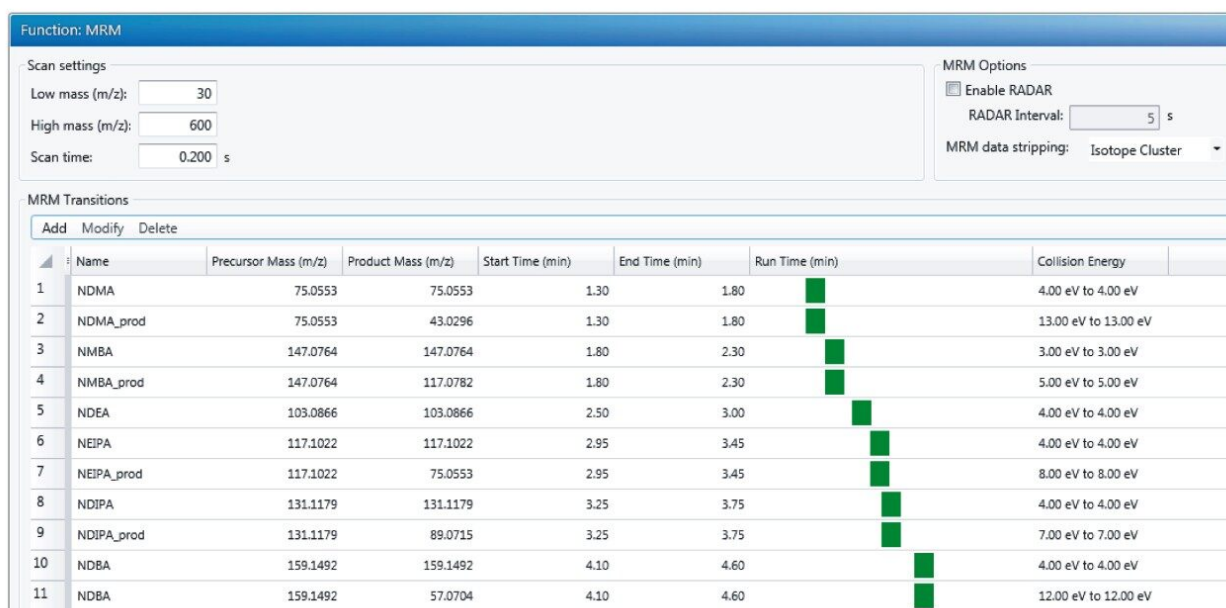 Function: MRM
Scan settings
Low mass (m/z): 30
High mass (m/z): 600
Scan time: 0.200 s
MRM Options
Enable RADAR
RADAR Interval: 5 s
MRM data stripping: Isotope Cluster
MRM Transitions
Add Modify Delete
Name Precursor Mass (m/z) Product Mass (m/z) Start Time (min) End Time (min) Run Time (min) Collision Energy
1 NDMA 75.0553 75.0553 1.30 1.80 4.00 eV to 4.00 eV
2 NDMA_prod 75.0553 43.0296 1.30 1.80 13.00 eV to 13.00 eV
3 NMBA 147.0764 147.0764 1.80 2.30 3.00 eV to 3.00 eV
4 NMBA_prod 147.0764 117.0782 1.80 2.30 5.00 eV to 5.00 eV
5 NDEA 103.0866 103.0866 2.50 3.00 4.00 eV to 4.00 eV
6 NEIPA 117.1022 117.1022 2.95 3.45 4.00 eV to 4.00 eV
7 NEIPA_prod 117.1022 75.0553 2.95 3.45 8.00 eV to 8.00 eV
8 NDIPA 131.1179 131.1179 3.25 3.75 4.00 eV to 4.00 eV
9 NDIPA_prod 131.1179 89.0715 3.25 3.75 7.00 eV to 7.00 eV
10 NDBA 159.1492 159.1492 4.10 4.60 4.00 eV to 4.00 eV
11 NDBA 159.1492 57.0704 4.10 4.60 12.00 eV to 12.00 eV